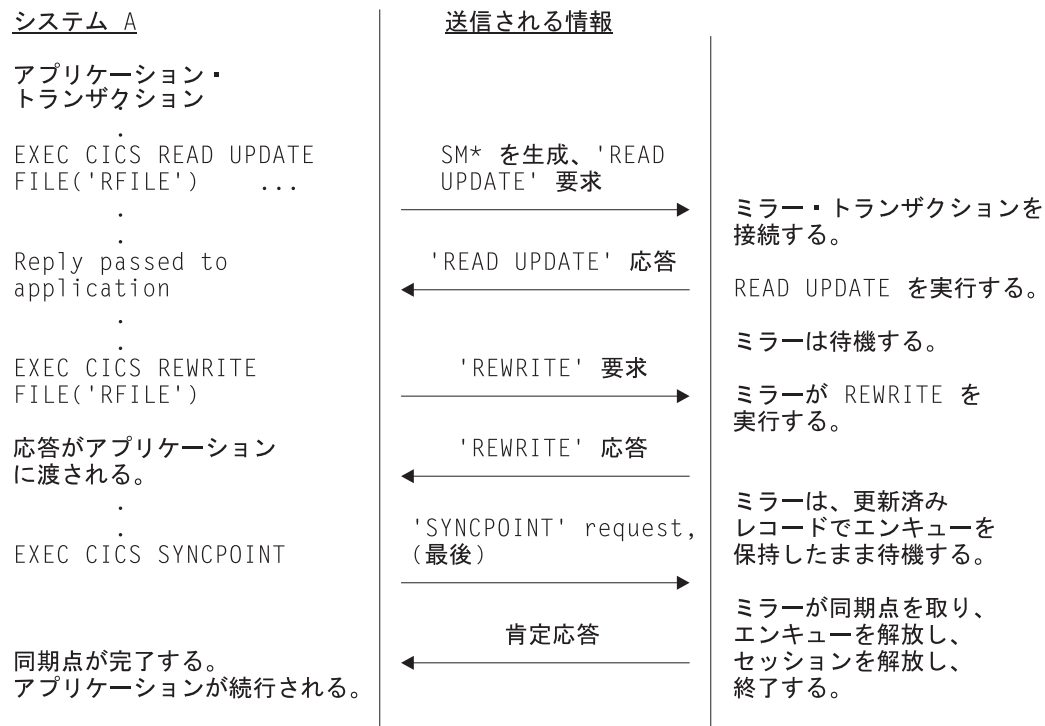 システム A
送信される情報
アプリケーション・
トランザクション
.
.
EXEC CICS READ UPDATE
FILE('RFILE') ...
SM* を生成、'READ
UPDATE' 要求
ミラー・トランザクションを
接続する。
.
.
Reply passed to
application
'READ UPDATE' 応答
READ UPDATE を実行する。
.
.
ミラーは待機する。
EXEC CICS REWRITE
FILE('RFILE')
'REWRITE' 要求
ミラーが REWRITE を
実行する。
応答がアプリケーション
に渡される。
'REWRITE' 応答
.
.
ミラーは、更新済み
レコードでエンキューを
保持したまま待機する。
EXEC CICS SYNCPOINT
'SYNCPOINT' request,
(最後)
ミラーが同期点を取り、
エンキューを解放し、
セッションを解放し、
終了する。
肯定応答
同期点が完了する。
アプリケーションが続行される。